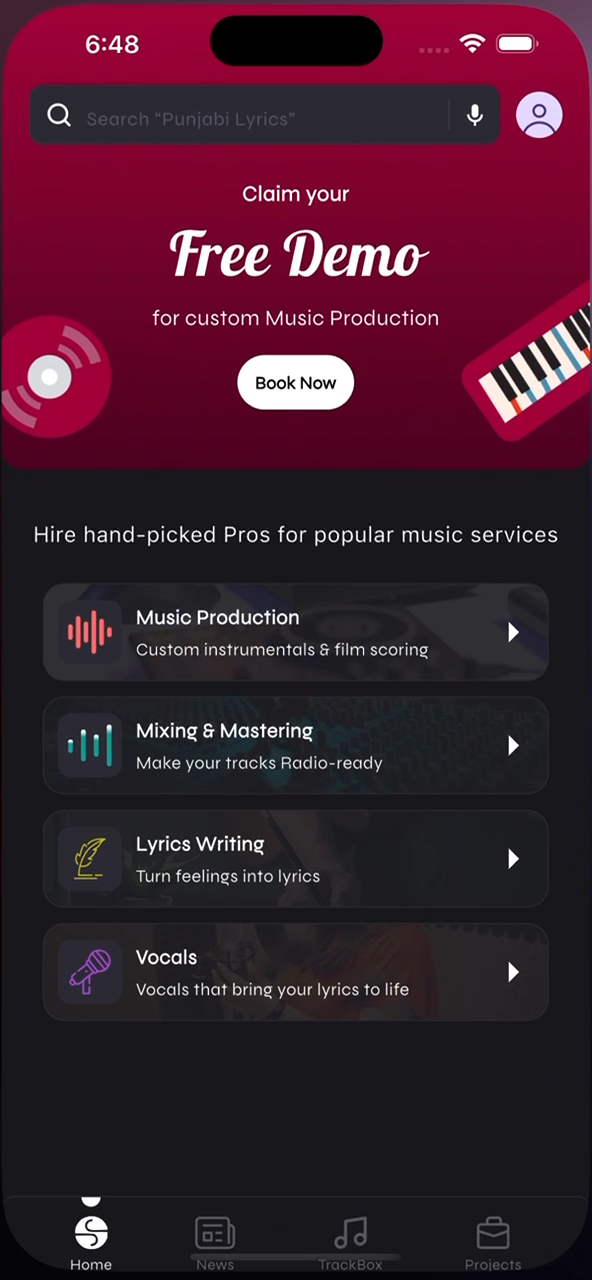 6:48
Search “Punjabi Lyrics”
Claim your
Free Demo
for custom Music Production
Book Now
Hire hand-picked Pros for popular music services
Music Production
Custom instrumentals & film scoring
Mixing & Mastering
Make your tracks Radio-ready
Lyrics Writing
Turn feelings into lyrics
Vocals
Vocals that bring your lyrics to life
Home
News
TrackBox
Projects